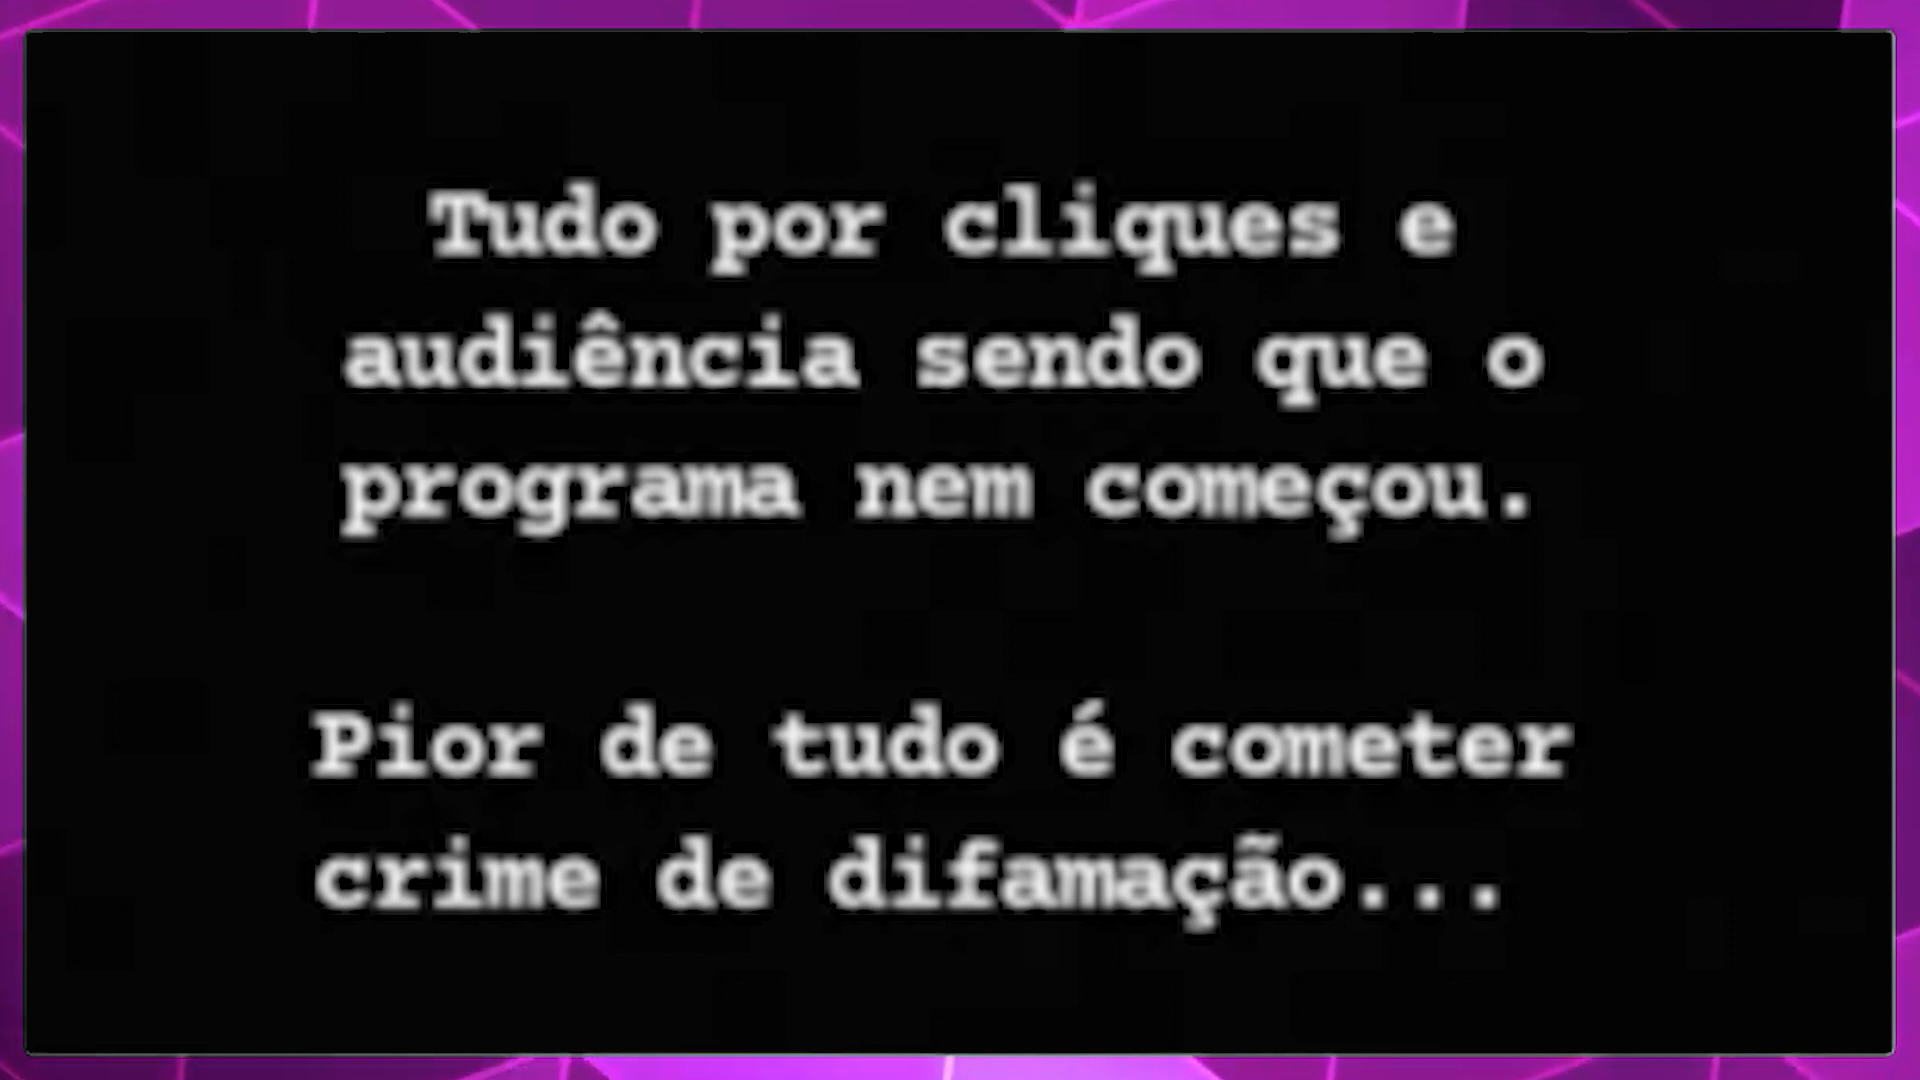 Tudo por cliques e
audiência sendo que o
programa nem começou.
Pior de tudo é cometer
crime de difamação...